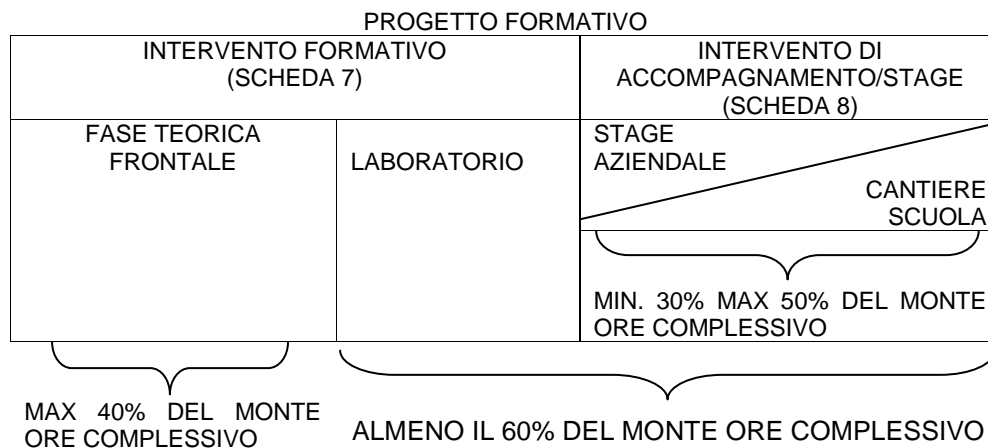 PROGETTO FORMATIVO
INTERVENTO FORMATIVO
(SCHEDA 7)
INTERVENTO DI
ACCOMPAGNAMENTO/STAGE
(SCHEDA 8)
FASE TEORICA
FRONTALE
LABORATORIO
STAGE
AZIENDALE
CANTIERE
SCUOLA
MIN. 30% MAX 50% DEL MONTE
ORE COMPLESSIVO
MAX 40% DEL MONTE
ORE COMPLESSIVO
ALMENO IL 60% DEL MONTE ORE COMPLESSIVO